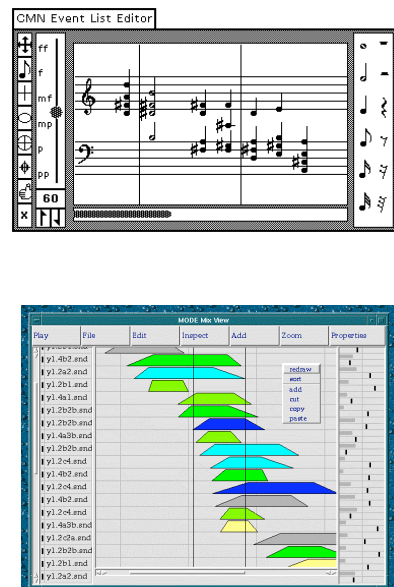 CMN Event List Editor
ff
f
mf
mp
p
pp
60
x
MODE Mix View
Play File Edit Inspect Add Zoom Properties
y1.4b2.snd
y1.2a2.snd
y1.2b1.snd
y1.4a1.snd
y1.2b2b.snd
y1.2b2b.snd
y1.4a3b.snd
y1.2b2b.snd
y1.2c4.snd
y1.4b2.snd
y1.2c4.snd
y1.4b2.snd
y1.2c4.snd
y1.4a3b.snd
y1.2c2a.snd
y1.2b2b.snd
y1.2b1.snd
y1.2a2.snd
redraw
sort
add
cut
copy
paste